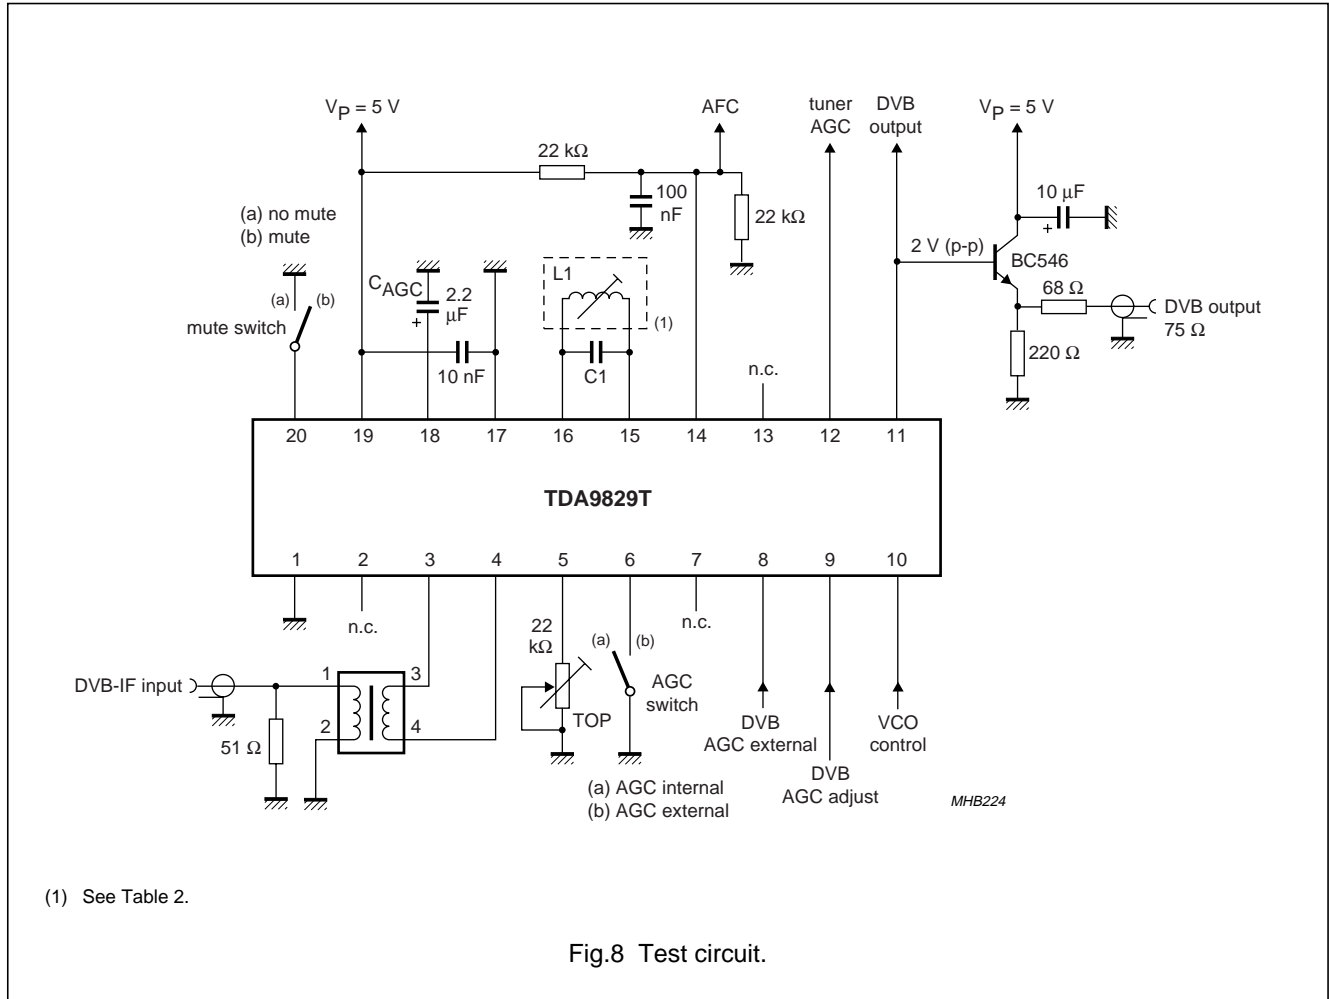 VP = 5 V
AFC
tuner
AGC
DVB
output
VP = 5 V
22 kΩ
100
nF
22 kΩ
10 μF
+
(a) no mute
(b) mute
2 V (p-p)
BC546
L1
CAGC
2.2
μF
+
(a)
(b)
68 Ω
DVB output
75 Ω
mute switch
(1)
220 Ω
10 nF
C1
n.c.
20
19
18
17
16
15
14
13
12
11
TDA9829T
1
2
3
4
5
6
7
8
9
10
n.c.
22
kΩ
(a)
(b)
n.c.
DVB-IF input
1
3
AGC
switch
2
4
TOP
51 Ω
DVB
AGC external
VCO
control
DVB
AGC adjust
(a) AGC internal
(b) AGC external
MHB224
(1) See Table 2.
Fig.8 Test circuit.